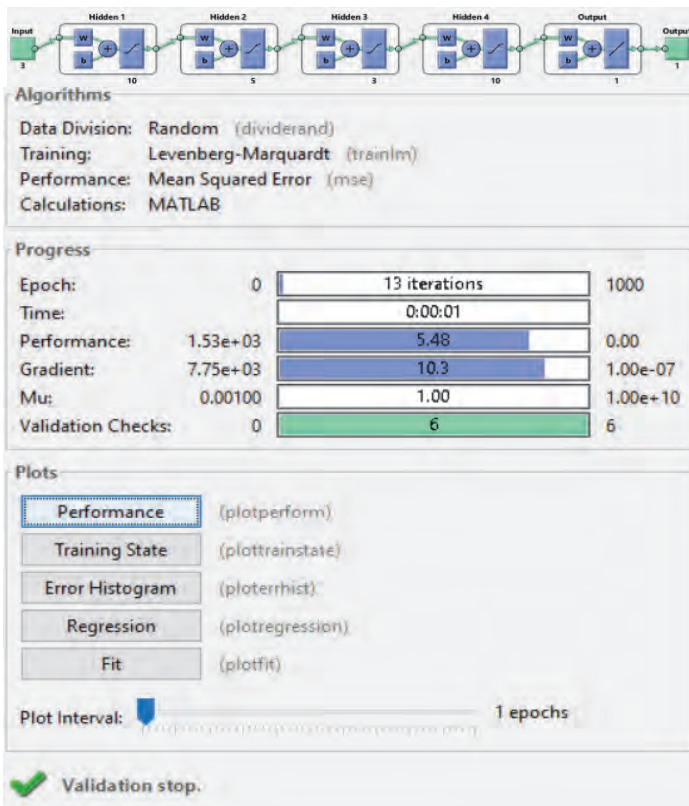 Hidden 1 Hidden 2 Hidden 3 Hidden 4 Output
Input Output
W W W W W
+ + + + +
b b b b b
3 10 5 3 10 1 1
Algorithms
Data Division: Random (dividerand)
Training: Levenberg-Marquardt (trainlm)
Performance: Mean Squared Error (mse)
Calculations: MATLAB
Progress
Epoch: 0 13 iterations 1000
Time: 0:00:01
Performance: 1.53e+03 5.48 0.00
Gradient: 7.75e+03 10.3 1.00e-07
Mu: 0.00100 1.00 1.00e+10
Validation Checks: 0 6 6
Plots
Performance (plotperform)
Training State (plottrainstate)
Error Histogram (ploterrhist)
Regression (plotregression)
Fit (plotfit)
Plot Interval: 1 epochs
Validation stop.